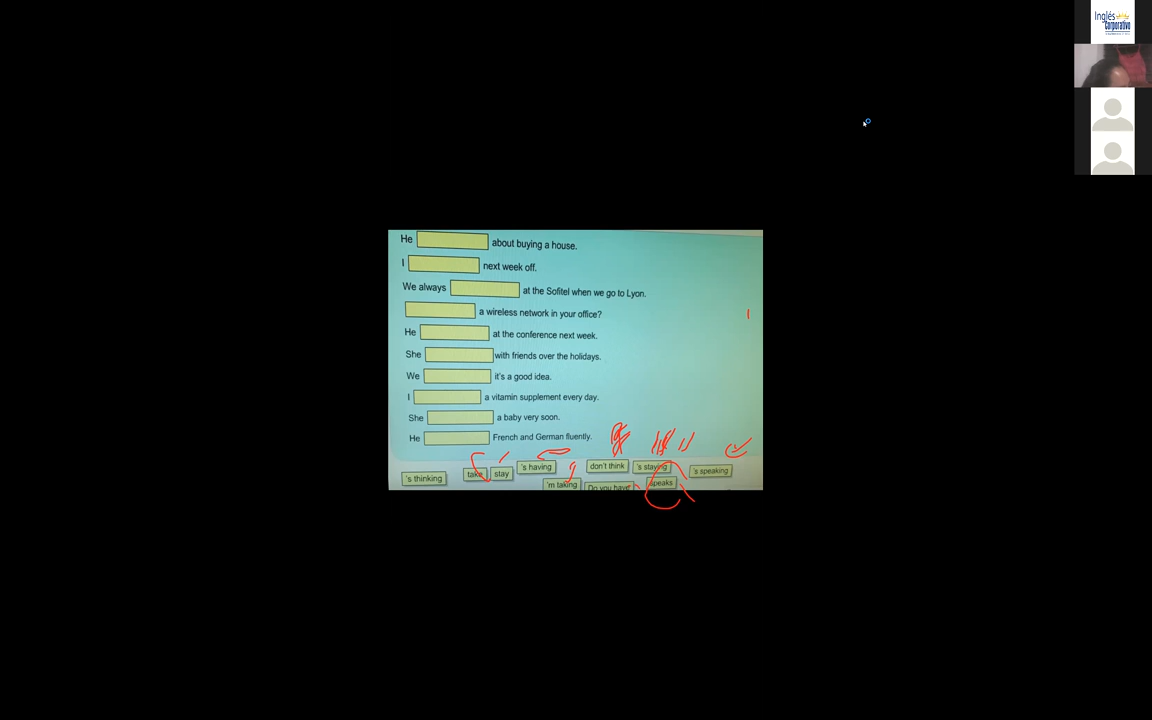 Inglés
Corporativo
He about buying a house.
I next week off.
We always at the Sofitel when we go to Lyon.
a wireless network in your office?
He at the conference next week.
She with friends over the holidays.
We it's a good idea.
I a vitamin supplement every day.
She a baby very soon.
He French and German fluently.
's thinking take stay 's having don't think 's staying 's speaking
'm taking Do you have speaks